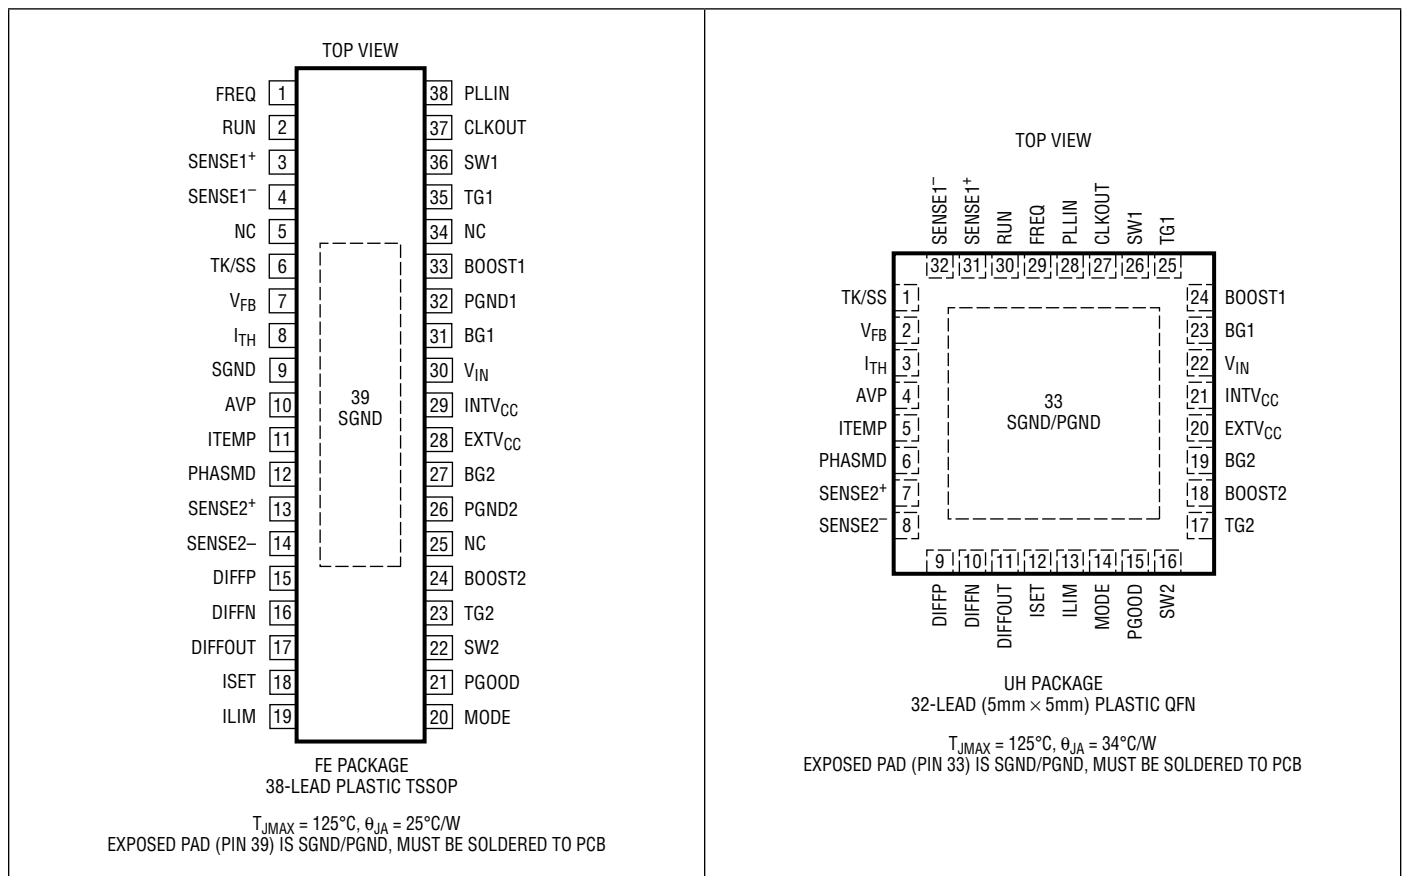 TOP VIEW
FREQ 1
RUN 2
SENSE1+ 3
SENSE1– 4
NC 5
TK/SS 6
VFB 7
ITH 8
SGND 9
AVP 10
ITEMP 11
PHASMD 12
SENSE2+ 13
SENSE2– 14
DIFFP 15
DIFFN 16
DIFFOUT 17
ISET 18
ILIM 19
39
SGND
38 PLLIN
37 CLKOUT
36 SW1
35 TG1
34 NC
33 BOOST1
32 PGND1
31 BG1
30 VIN
29 INTVCC
28 EXTVCC
27 BG2
26 PGND2
25 NC
24 BOOST2
23 TG2
22 SW2
21 PGOOD
20 MODE
FE PACKAGE
38-LEAD PLASTIC TSSOP
TJMAX = 125°C, θJA = 25°C/W
EXPOSED PAD (PIN 39) IS SGND/PGND, MUST BE SOLDERED TO PCB
TOP VIEW
SENSE1–
SENSE1+
RUN
FREQ
PLLIN
CLKOUT
SW1
TG1
32 31 30 29 28 27 26 25
TK/SS 1
VFB 2
ITH 3
AVP 4
ITEMP 5
PHASMD 6
SENSE2+ 7
SENSE2– 8
33
SGND/PGND
24 BOOST1
23 BG1
22 VIN
21 INTVCC
20 EXTVCC
19 BG2
18 BOOST2
17 TG2
9 10 11 12 13 14 15 16
DIFFP
DIFFN
DIFFOUT
ISET
ILIM
MODE
PGOOD
SW2
UH PACKAGE
32-LEAD (5mm × 5mm) PLASTIC QFN
TJMAX = 125°C, θJA = 34°C/W
EXPOSED PAD (PIN 33) IS SGND/PGND, MUST BE SOLDERED TO PCB